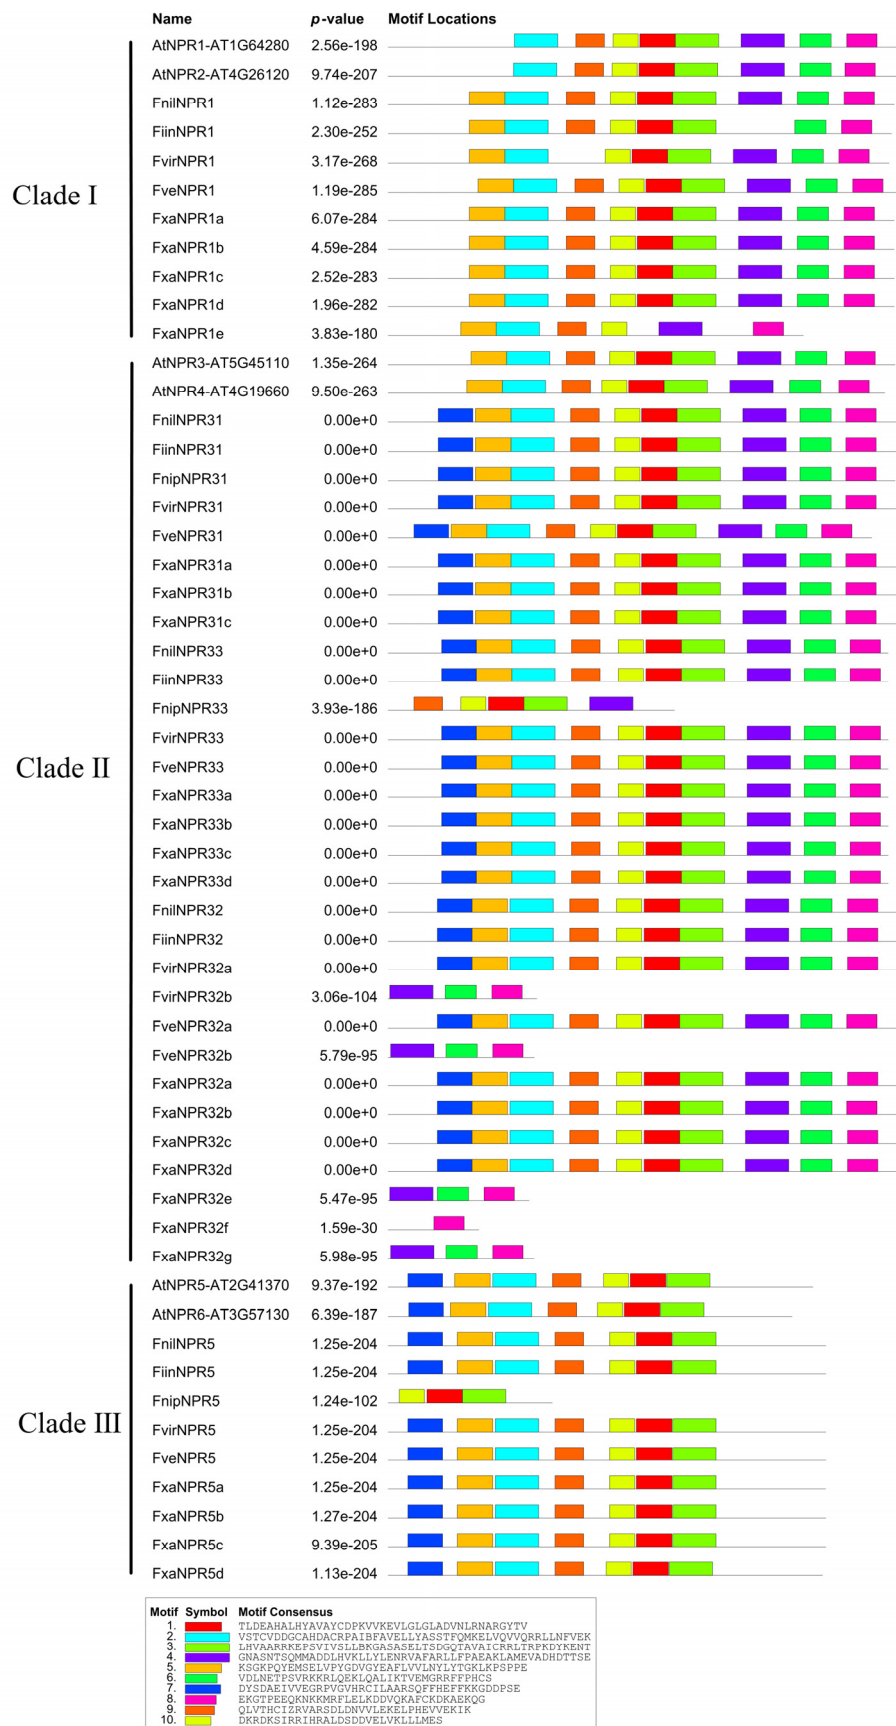 Name p-value Motif Locations
AtNPR1-AT1G64280 2.56e-198
AtNPR2-AT4G26120 9.74e-207
FnilNPR1 1.12e-283
FiinNPR1 2.30e-252
FvirNPR1 3.17e-268
Clade I
FveNPR1 1.19e-285
FxaNPR1a 6.07e-284
FxaNPR1b 4.59e-284
FxaNPR1c 2.52e-283
FxaNPR1d 1.96e-282
FxaNPR1e 3.83e-180
AtNPR3-AT5G45110 1.35e-264
AtNPR4-AT4G19660 9.50e-263
FnilNPR31 0.00e+0
FiinNPR31 0.00e+0
FnipNPR31 0.00e+0
FvirNPR31 0.00e+0
FveNPR31 0.00e+0
FxaNPR31a 0.00e+0
FxaNPR31b 0.00e+0
FxaNPR31c 0.00e+0
FnilNPR33 0.00e+0
FiinNPR33 0.00e+0
FnipNPR33 3.93e-186
FvirNPR33 0.00e+0
Clade II
FveNPR33 0.00e+0
FxaNPR33a 0.00e+0
FxaNPR33b 0.00e+0
FxaNPR33c 0.00e+0
FxaNPR33d 0.00e+0
FnilNPR32 0.00e+0
FiinNPR32 0.00e+0
FvirNPR32a 0.00e+0
FvirNPR32b 3.06e-104
FveNPR32a 0.00e+0
FveNPR32b 5.79e-95
FxaNPR32a 0.00e+0
FxaNPR32b 0.00e+0
FxaNPR32c 0.00e+0
FxaNPR32d 0.00e+0
FxaNPR32e 5.47e-95
FxaNPR32f 1.59e-30
FxaNPR32g 5.98e-95
AtNPR5-AT2G41370 9.37e-192
AtNPR6-AT3G57130 6.39e-187
FnilNPR5 1.25e-204
FiinNPR5 1.25e-204
FnipNPR5 1.24e-102
Clade III
FvirNPR5 1.25e-204
FveNPR5 1.25e-204
FxaNPR5a 1.25e-204
FxaNPR5b 1.27e-204
FxaNPR5c 9.39e-205
FxaNPR5d 1.13e-204
Motif Symbol Motif Consensus
1. TLDEAHALHYAVAYCDPKVVKEVLGLGLADVNLRNARGYTV
2. VSTCVDDGCAHDACRPAIBFAVELLYASSTFQMKELVQVVQRRLLNFVEK
3. LHVAARRKEPSVIVSLLBKGASASELTSDGQTAVAICRRLTRPKDYKENT
4. GNASNTSQMMADDLHVKLLYLENRVAFARLLFPAEAKLAMEVADHDTTSE
5. KSGKPQYEMSELVPYGDVGYEAFLVVLNYLYTGKLKPSPPE
6. VDLNETPSVRKKRLQEKLQALIKTVEMGRRFFPHCS
7. DYSDAEIVVEGRPVGVHRCILAARSQFFHEFFKKGDDPSE
8. EKGTPEEQKNKKMRFLELKDDVQKAFCKDKAEKQG
9. QLVTHCIZRVARSDLDNVVLEKELPHEVVEKIK
10. DKRDKSIRRIHRALDSDDVELVKLLLMES